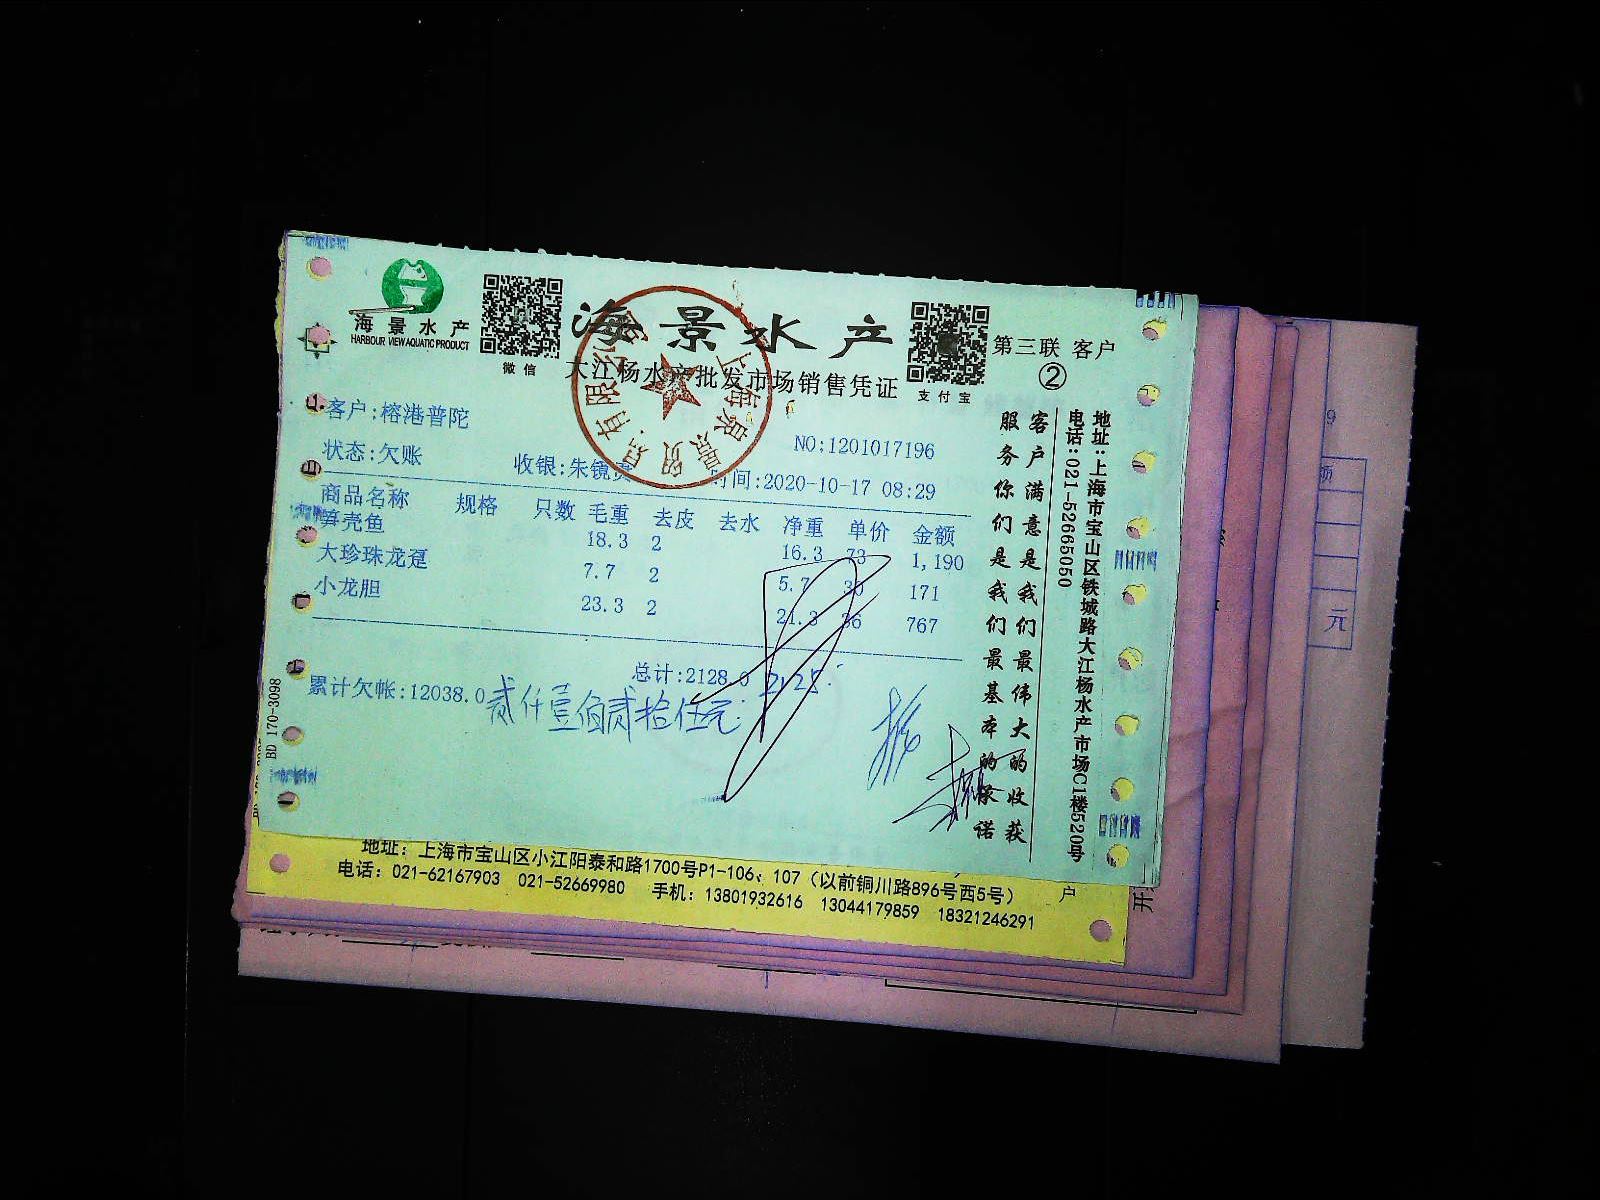 海景水产
HARBOUR VIEW AQUATIC PRODUCT
微信
海景水产
大江杨水产批发市场销售凭证
支付宝
第三联 客户
②
客户:榕港普陀
NO:1201017196
状态:欠账
收银:朱镜
时间:2020-10-17 08:29
商品名称 规格 只数 毛重 去皮 去水 净重 单价 金额
笋壳鱼 18.3 2 16.3 73 1,190
大珍珠龙趸 7.7 2 5.7 30 171
小龙胆 23.3 2 21.3 36 767
总计:2128.0 2125.
累计欠帐:12038.0 贰仟壹佰贰拾伍元
客户满意是我们最伟大的收获
服务你们是我们最基本的承诺
地址:上海市宝山区铁城路大江杨水产市场C1楼520号
电话:021-52665050
BD 170-3098
地址：上海市宝山区小江阳泰和路1700号P1-106、107（以前铜川路896号西5号）
电话：021-62167903 021-52669980 手机：13801932616 13044179859 18321246291
户
开
9
额
元